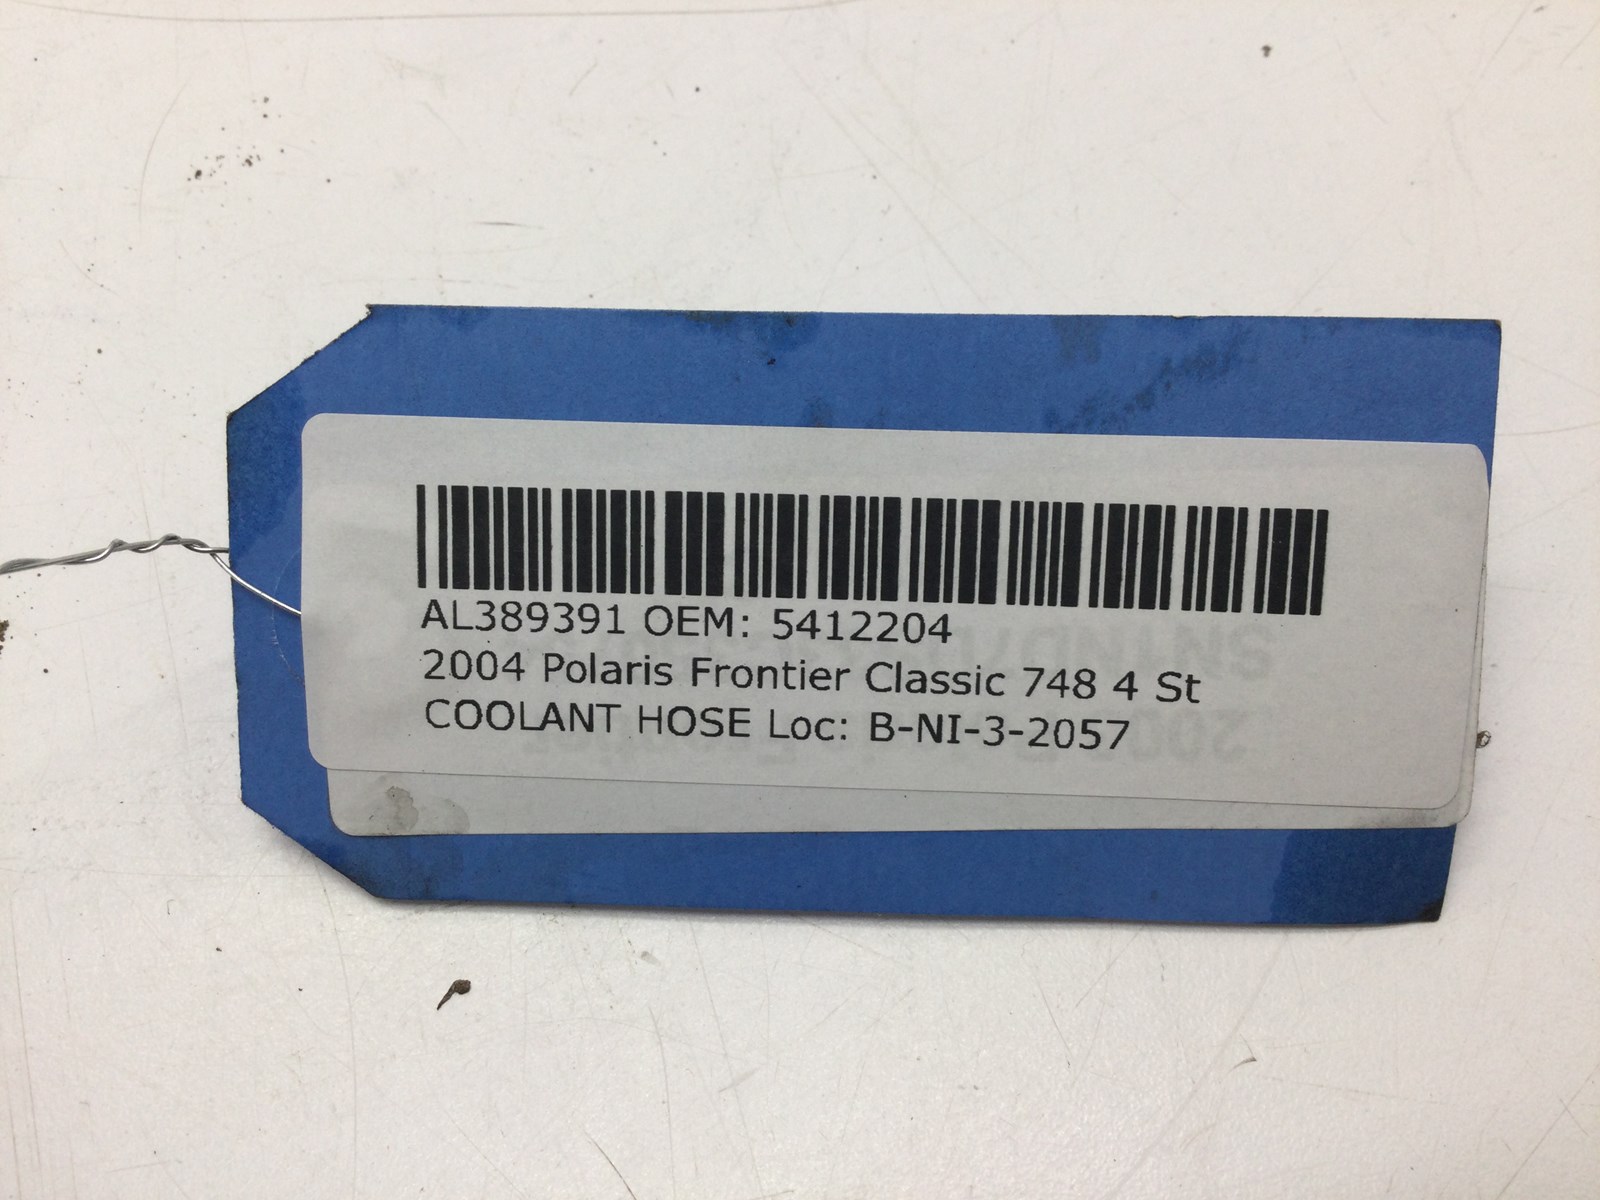 AL389391 OEM: 5412204
2004 Polaris Frontier Classic 748 4 St
COOLANT HOSE Loc: B-NI-3-2057